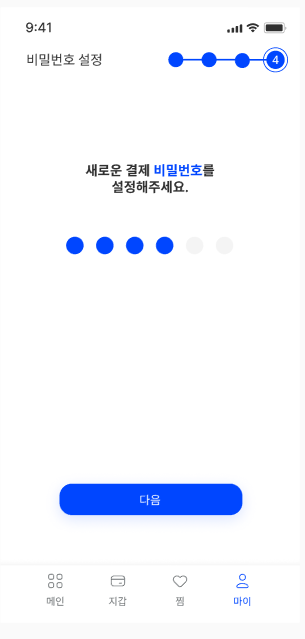 9:41
비밀번호 설정
4
새로운 결제 비밀번호를
설정해주세요.
다음
메인 지갑 찜 마이